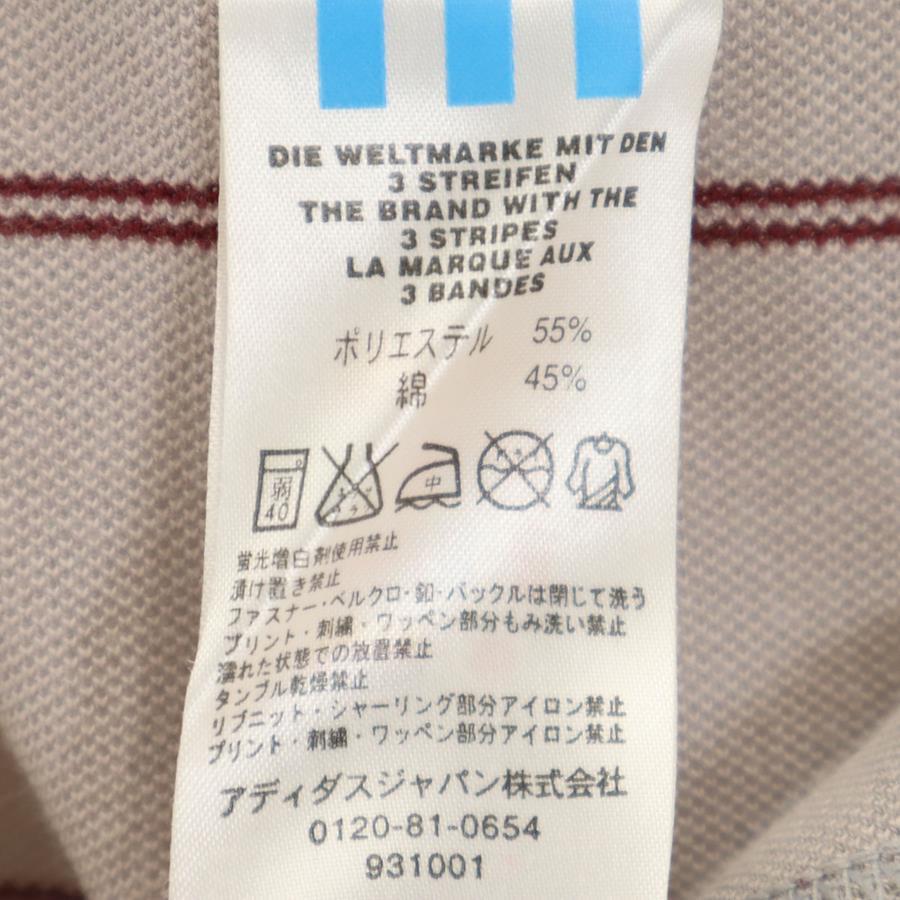 DIE WELTMARKE MIT DEN
3 STREIFEN
THE BRAND WITH THE
3 STRIPES
LA MARQUE AUX
3 BANDES
ポリエステル 55%
綿 45%
弱 40 中
蛍光増白剤使用禁止
漬け置き禁止
ファスナー・ベルクロ・釦・バックルは閉じて洗う
プリント・刺繍・ワッペン部分もみ洗い禁止
濡れた状態での放置禁止
タンブル乾燥禁止
リブニット・シャーリング部分アイロン禁止
プリント・刺繍・ワッペン部分アイロン禁止
アディダスジャパン株式会社
0120-81-0654
931001